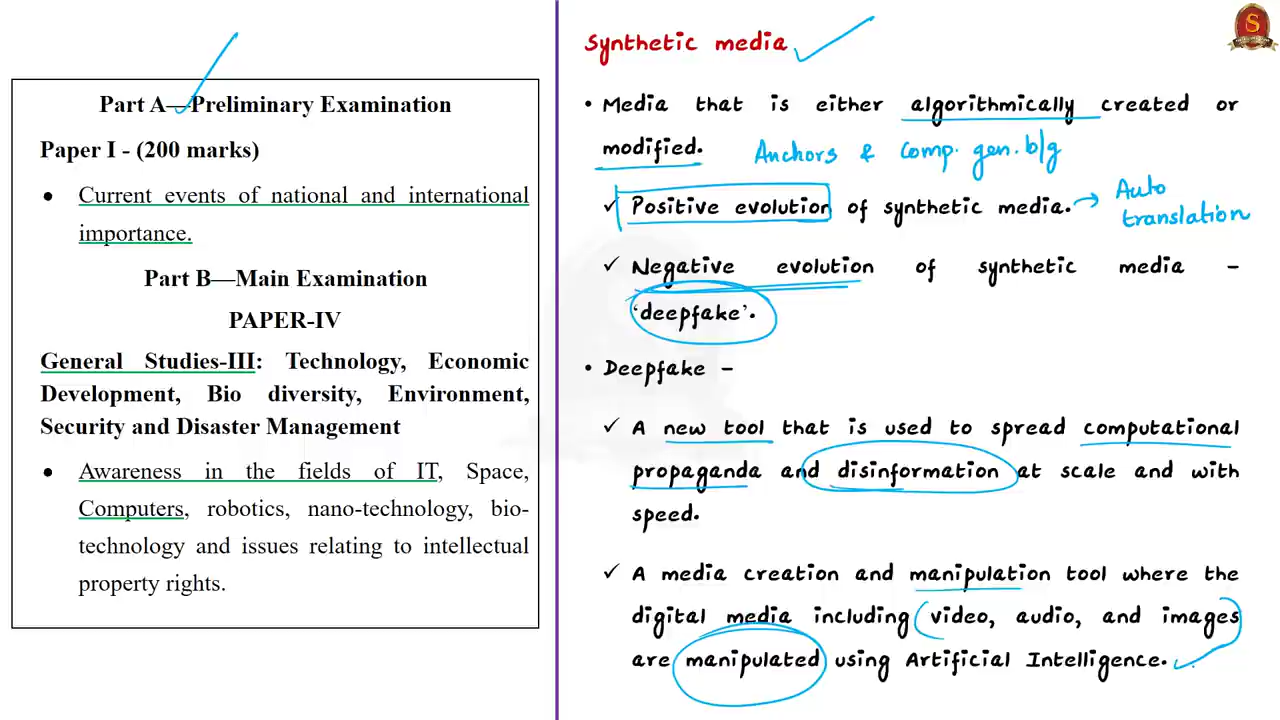 Part A—Preliminary Examination
Paper I - (200 marks)
● Current events of national and international
importance.
Part B—Main Examination
PAPER-IV
General Studies-III: Technology, Economic
Development, Bio diversity, Environment,
Security and Disaster Management
● Awareness in the fields of IT, Space,
Computers, robotics, nano-technology, bio-
technology and issues relating to intellectual
property rights.
Synthetic media
• Media that is either algorithmically created or
modified.
Anchors & Comp. gen. b/g
✓ Positive evolution of synthetic media.
→ Auto
translation
✓ Negative evolution of synthetic media –
‘deepfake’.
• Deepfake –
✓ A new tool that is used to spread computational
propaganda and disinformation at scale and with
speed.
✓ A media creation and manipulation tool where the
digital media including video, audio, and images
are manipulated using Artificial Intelligence.
S